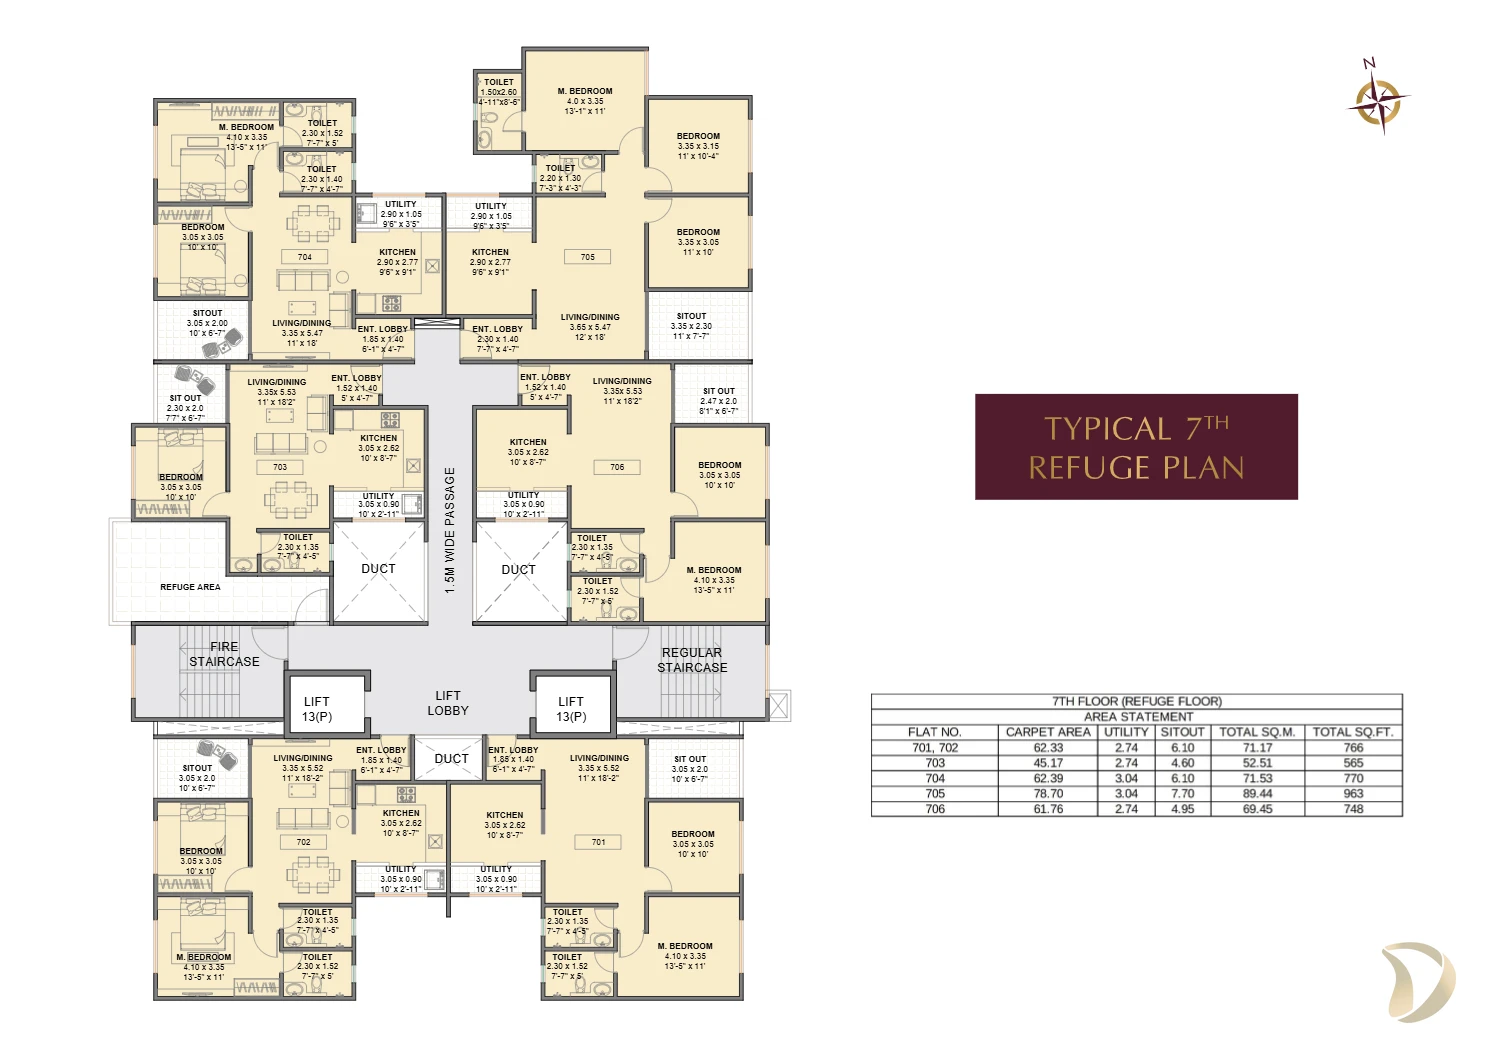 TOILET
1.50x2.60
4'-11"x8'-6"
M. BEDROOM
4.0 x 3.35
13'-1" x 11'
N
M. BEDROOM
4.10 x 3.35
13'-5" x 11'
TOILET
2.30 x 1.52
7'-7" x 5'
BEDROOM
3.35 x 3.15
11' x 10'-4"
TOILET
2.30 x 1.40
7'-7" x 4'-7"
TOILET
2.20 x 1.30
7'-3" x 4'-3"
BEDROOM
3.05 x 3.05
10' x 10'
UTILITY
2.90 x 1.05
9'6" x 3'5"
UTILITY
2.90 x 1.05
9'6" x 3'5"
BEDROOM
3.35 x 3.05
11' x 10'
704
KITCHEN
2.90 x 2.77
9'6" x 9'1"
KITCHEN
2.90 x 2.77
9'6" x 9'1"
705
SITOUT
3.05 x 2.00
10' x 6'-7"
LIVING/DINING
3.35 x 5.47
11' x 18'
ENT. LOBBY
1.85 x 1.40
6'-1" x 4'-7"
ENT. LOBBY
2.30 x 1.40
7'-7" x 4'-7"
LIVING/DINING
3.65 x 5.47
12' x 18'
SITOUT
3.35 x 2.30
11' x 7'-7"
SIT OUT
2.30 x 2.0
7'7" x 6'-7"
LIVING/DINING
3.35x 5.53
11' x 18'2"
ENT. LOBBY
1.52 x 1.40
5' x 4'-7"
ENT. LOBBY
1.52 x 1.40
5' x 4'-7"
LIVING/DINING
3.35x 5.53
11' x 18'2"
SIT OUT
2.47 x 2.0
8'1" x 6'-7"
TYPICAL 7TH
REFUGE PLAN
BEDROOM
3.05 x 3.05
10' x 10'
703
KITCHEN
3.05 x 2.62
10' x 8'-7"
1.5M WIDE PASSAGE
KITCHEN
3.05 x 2.62
10' x 8'-7"
706
BEDROOM
3.05 x 3.05
10' x 10'
UTILITY
3.05 x 0.90
10' x 2'-11"
UTILITY
3.05 x 0.90
10' x 2'-11"
TOILET
2.30 x 1.35
7'-7" x 4'-5"
DUCT
DUCT
TOILET
2.30 x 1.35
7'-7" x 4'-5"
REFUGE AREA
TOILET
2.30 x 1.52
7'-7" x 5'
M. BEDROOM
4.10 x 3.35
13'-5" x 11'
FIRE
STAIRCASE
REGULAR
STAIRCASE
LIFT
13(P)
LIFT
LOBBY
LIFT
13(P)
7TH FLOOR (REFUGE FLOOR)
AREA STATEMENT
FLAT NO. CARPET AREA UTILITY SITOUT TOTAL SQ.M. TOTAL SQ.FT.
701, 702 62.33 2.74 6.10 71.17 766
703 45.17 2.74 4.60 52.51 565
704 62.39 3.04 6.10 71.53 770
705 78.70 3.04 7.70 89.44 963
706 61.76 2.74 4.95 69.45 748
SITOUT
3.05 x 2.0
10' x 6'-7"
LIVING/DINING
3.35 x 5.52
11' x 18'-2"
ENT. LOBBY
1.85 x 1.40
6'-1" x 4'-7"
DUCT
ENT. LOBBY
1.85 x 1.40
6'-1" x 4'-7"
LIVING/DINING
3.35 x 5.52
11' x 18'-2"
SIT OUT
3.05 x 2.0
10' x 6'-7"
BEDROOM
3.05 x 3.05
10' x 10'
702
KITCHEN
3.05 x 2.62
10' x 8'-7"
KITCHEN
3.05 x 2.62
10' x 8'-7"
701
BEDROOM
3.05 x 3.05
10' x 10'
UTILITY
3.05 x 0.90
10' x 2'-11"
UTILITY
3.05 x 0.90
10' x 2'-11"
TOILET
2.30 x 1.35
7'-7" x 4'-5"
TOILET
2.30 x 1.35
7'-7" x 4'-5"
M. BEDROOM
4.10 x 3.35
13'-5" x 11'
TOILET
2.30 x 1.52
7'-7" x 5'
TOILET
2.30 x 1.52
7'-7" x 5'
M. BEDROOM
4.10 x 3.35
13'-5" x 11'